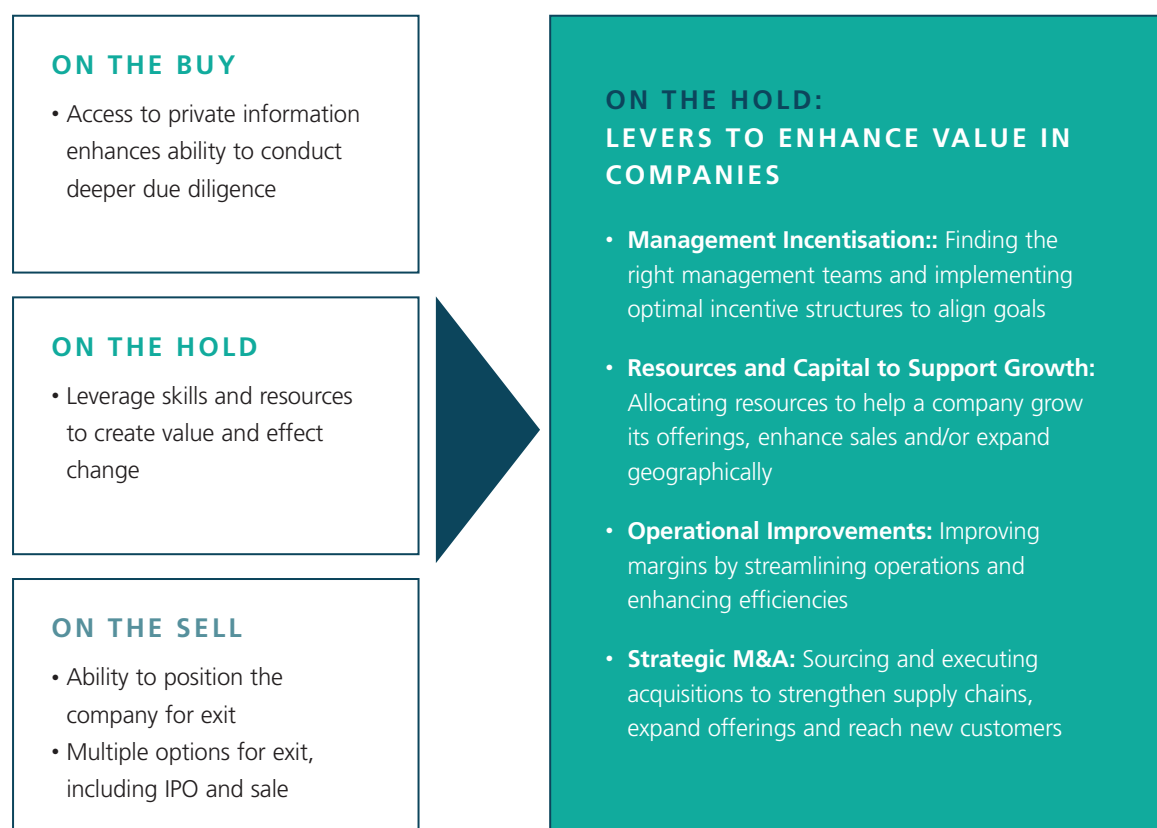 ON THE BUY
• Access to private information
enhances ability to conduct
deeper due diligence
ON THE HOLD
• Leverage skills and resources
to create value and effect
change
ON THE SELL
• Ability to position the
company for exit
• Multiple options for exit,
including IPO and sale
ON THE HOLD:
LEVERS TO ENHANCE VALUE IN
COMPANIES
• Management Incentisation:: Finding the
right management teams and implementing
optimal incentive structures to align goals
• Resources and Capital to Support Growth:
Allocating resources to help a company grow
its offerings, enhance sales and/or expand
geographically
• Operational Improvements: Improving
margins by streamlining operations and
enhancing efficiencies
• Strategic M&A: Sourcing and executing
acquisitions to strengthen supply chains,
expand offerings and reach new customers